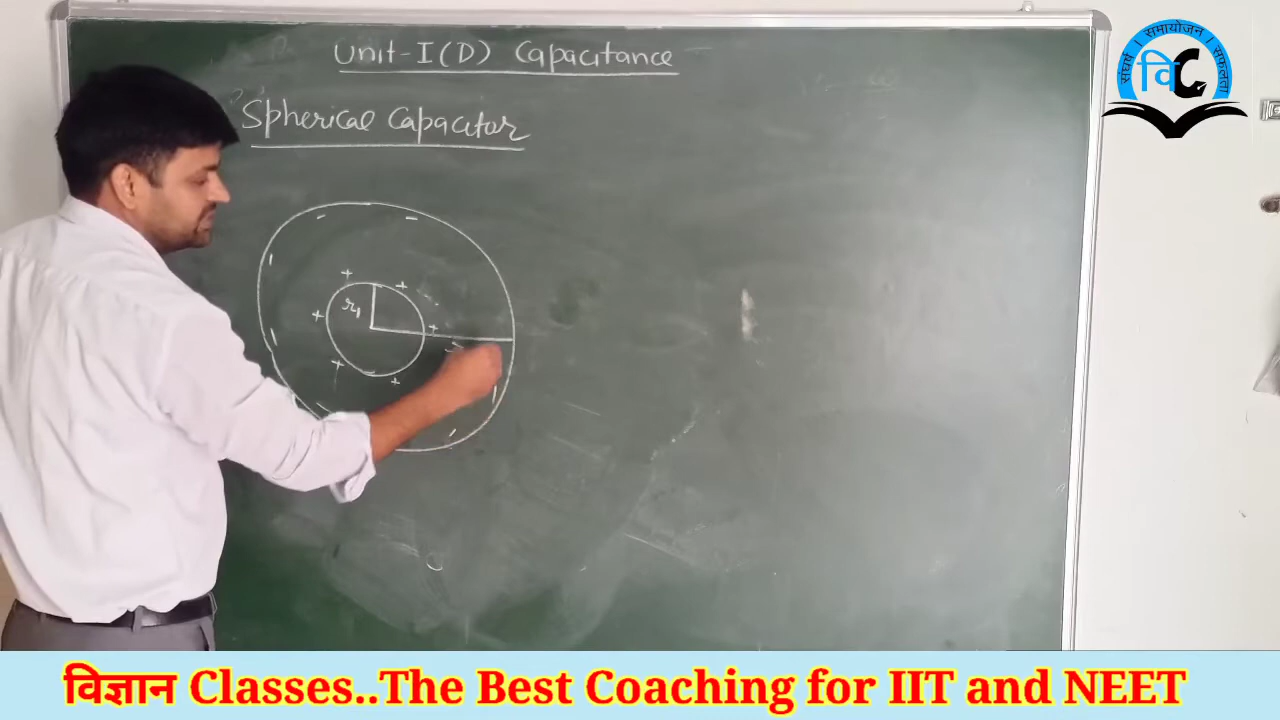 Unit-I(D) Capacitance
Spherical Capacitor
r1
संघर्ष । समायोजन । सफलता
वि C
विज्ञान Classes..The Best Coaching for IIT and NEET